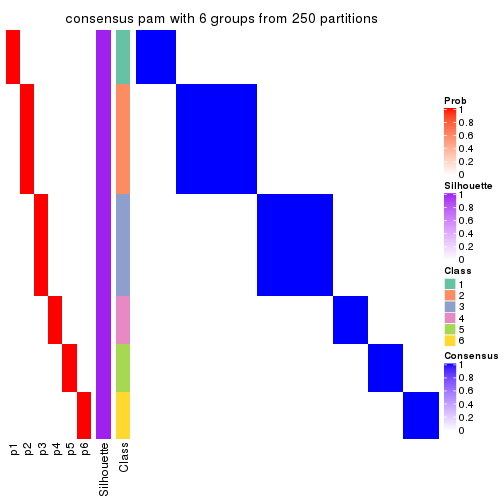 consensus pam with 6 groups from 250 partitions
Prob
1
0.8
0.6
0.4
0.2
0
Silhouette
1
0.8
0.6
0.4
0.2
0
Class
1
2
3
4
5
6
Consensus
1
0.8
0.6
0.4
0.2
0
p1
p2
p3
p4
p5
p6
Silhouette
Class